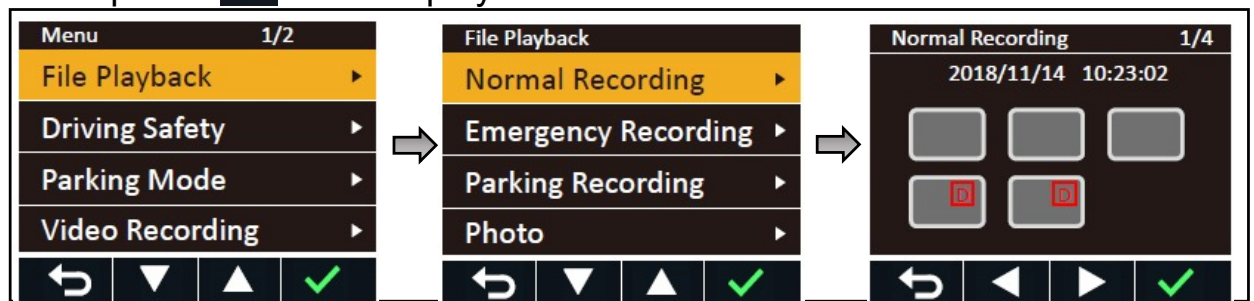 Menu 1/2
File Playback
Driving Safety
Parking Mode
Video Recording
File Playback
Normal Recording
Emergency Recording
Parking Recording
Photo
Normal Recording 1/4
2018/11/14 10:23:02
D D